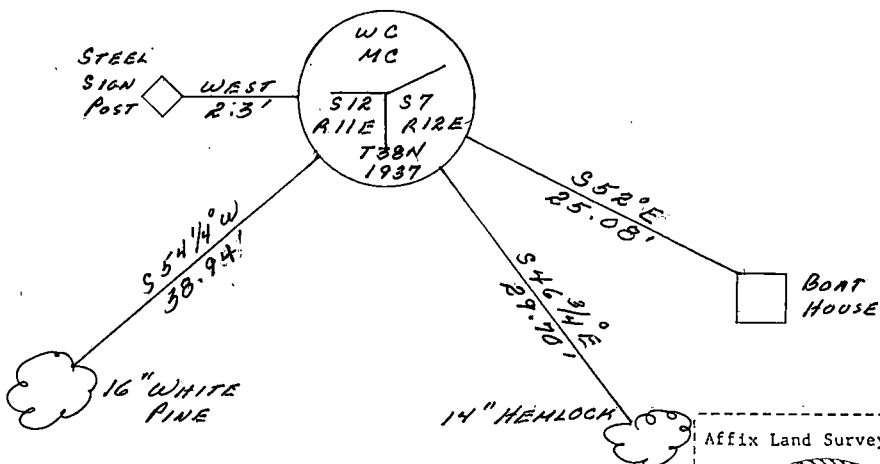 STEEL
SIGN
POST
WEST
2.3'
WC
MC
S12 S7
R11E R12E
T38N
1937
S 54 1/4° W
38.94'
S 46 3/4° E
29.70'
S 52° E
25.08'
BOAT
HOUSE
16" WHITE
PINE
14" HEMLOCK
Affix Land Survey